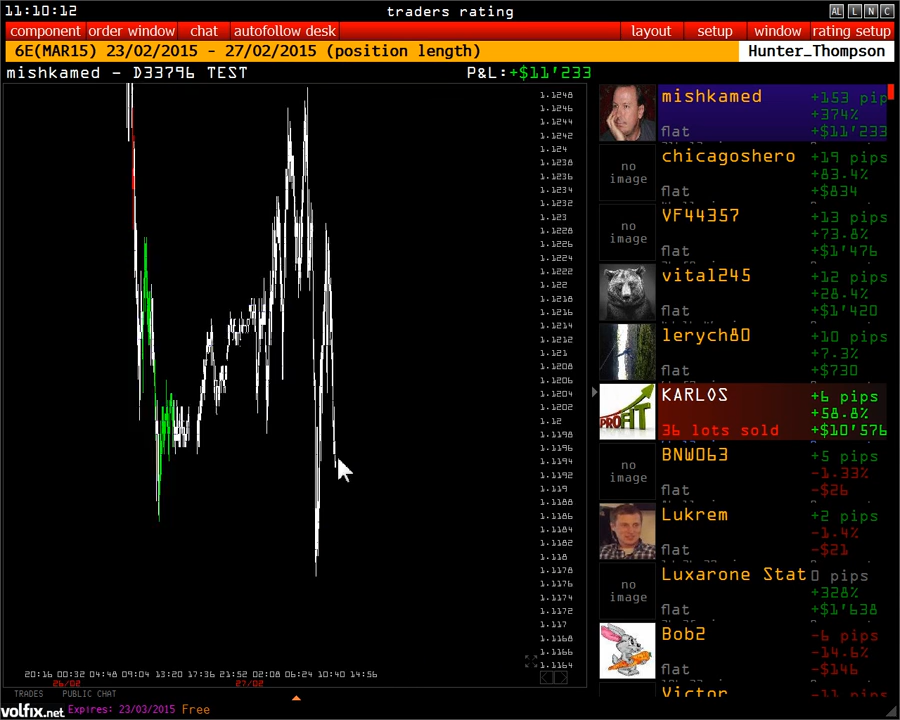 11:10:12 traders rating AL L N C
component order window chat autofollow desk layout setup window rating setup
6E(MAR15) 23/02/2015 - 27/02/2015 (position length) Hunter_Thompson
mishkamed - D33796 TEST P&L:+$11'233
1.1248
1.1246
1.1244
1.1242
1.124
1.1238
1.1236
1.1234
1.1232
1.123
1.1228
1.1226
1.1224
1.1222
1.122
1.1218
1.1216
1.1214
1.1212
1.121
1.1208
1.1206
1.1204
1.1202
1.12
1.1198
1.1196
1.1194
1.1192
1.119
1.1188
1.1186
1.1184
1.1182
1.118
1.1178
1.1176
1.1174
1.1172
1.117
1.1168
1.1166
1.1164
20:16 00:32 04:48 09:04 13:20 17:36 21:52 02:08 06:24 10:40 14:56
26/02 27/02
mishkamed +153 pip
+374%
flat +$11'233
no image
chicagoshero +19 pips
+83.4%
flat +$834
no image
VF44357 +13 pips
+73.8%
flat +$1'476
vital245 +12 pips
+28.4%
flat +$1'420
lerych80 +10 pips
+7.3%
flat +$730
PROFIT
KARLOS +6 pips
+58.8%
36 lots sold +$10'576
no image
BNW063 +5 pips
-1.33%
flat -$26
Lukrem +2 pips
-1.4%
flat -$21
no image
Luxarone Stat 0 pips
+328%
flat +$1'638
Bob2 -6 pips
-14.6%
flat -$146
Victor -11 pips
TRADES PUBLIC CHAT
volfix.net Expires: 23/03/2015 Free